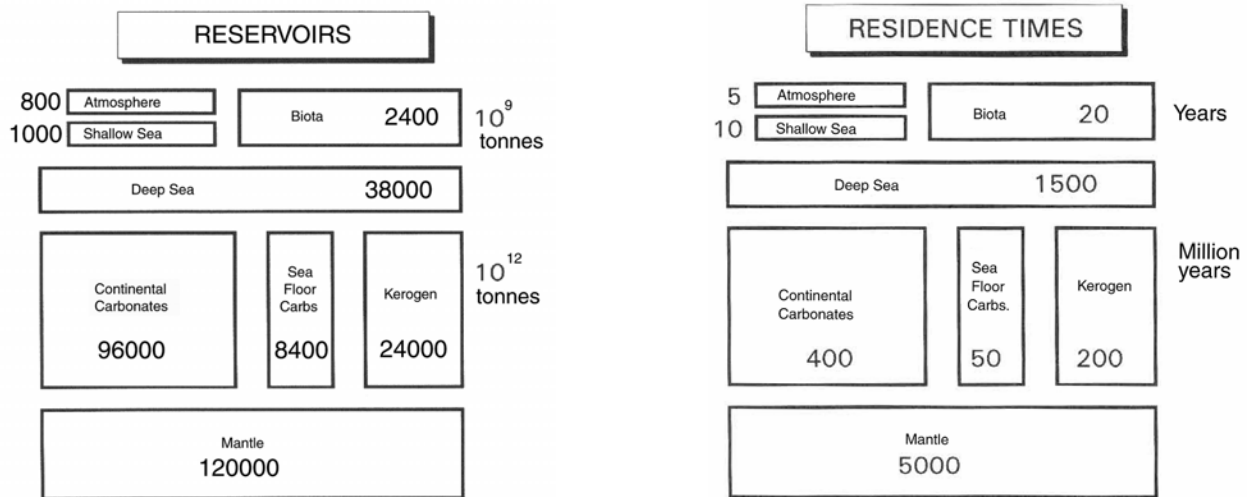 RESERVOIRS
800 Atmosphere
1000 Shallow Sea
Biota 2400
10^9
tonnes
Deep Sea 38000
Continental
Carbonates
96000
Sea
Floor
Carbs
8400
Kerogen
24000
10^12
tonnes
Mantle
120000
RESIDENCE TIMES
5 Atmosphere
10 Shallow Sea
Biota 20
Years
Deep Sea 1500
Continental
Carbonates
400
Sea
Floor
Carbs.
50
Kerogen
200
Million
years
Mantle
5000